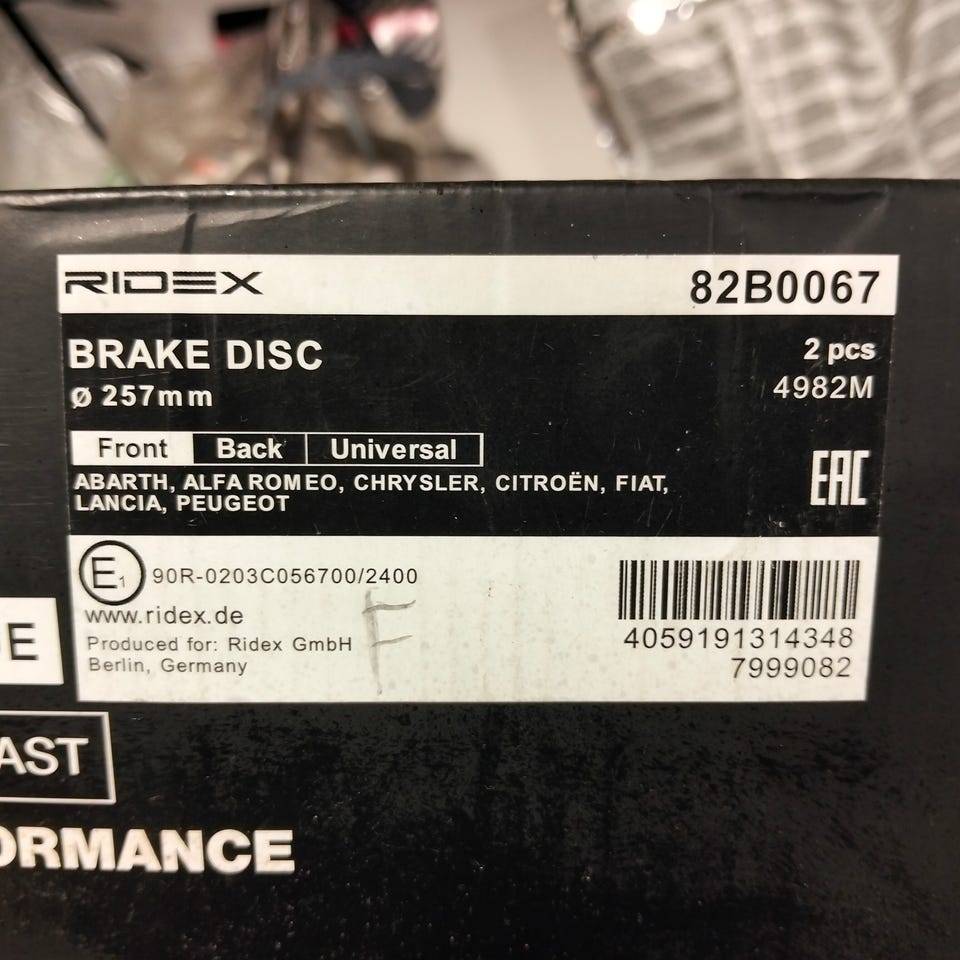 RIDEX 82B0067
BRAKE DISC 2 pcs
ø 257mm 4982M
Front Back Universal
ABARTH, ALFA ROMEO, CHRYSLER, CITROËN, FIAT,
LANCIA, PEUGEOT
EAC
E1 90R-0203C056700/2400
www.ridex.de
F
Produced for: Ridex GmbH
Berlin, Germany
4059191314348
7999082
E
AST
ORMANCE